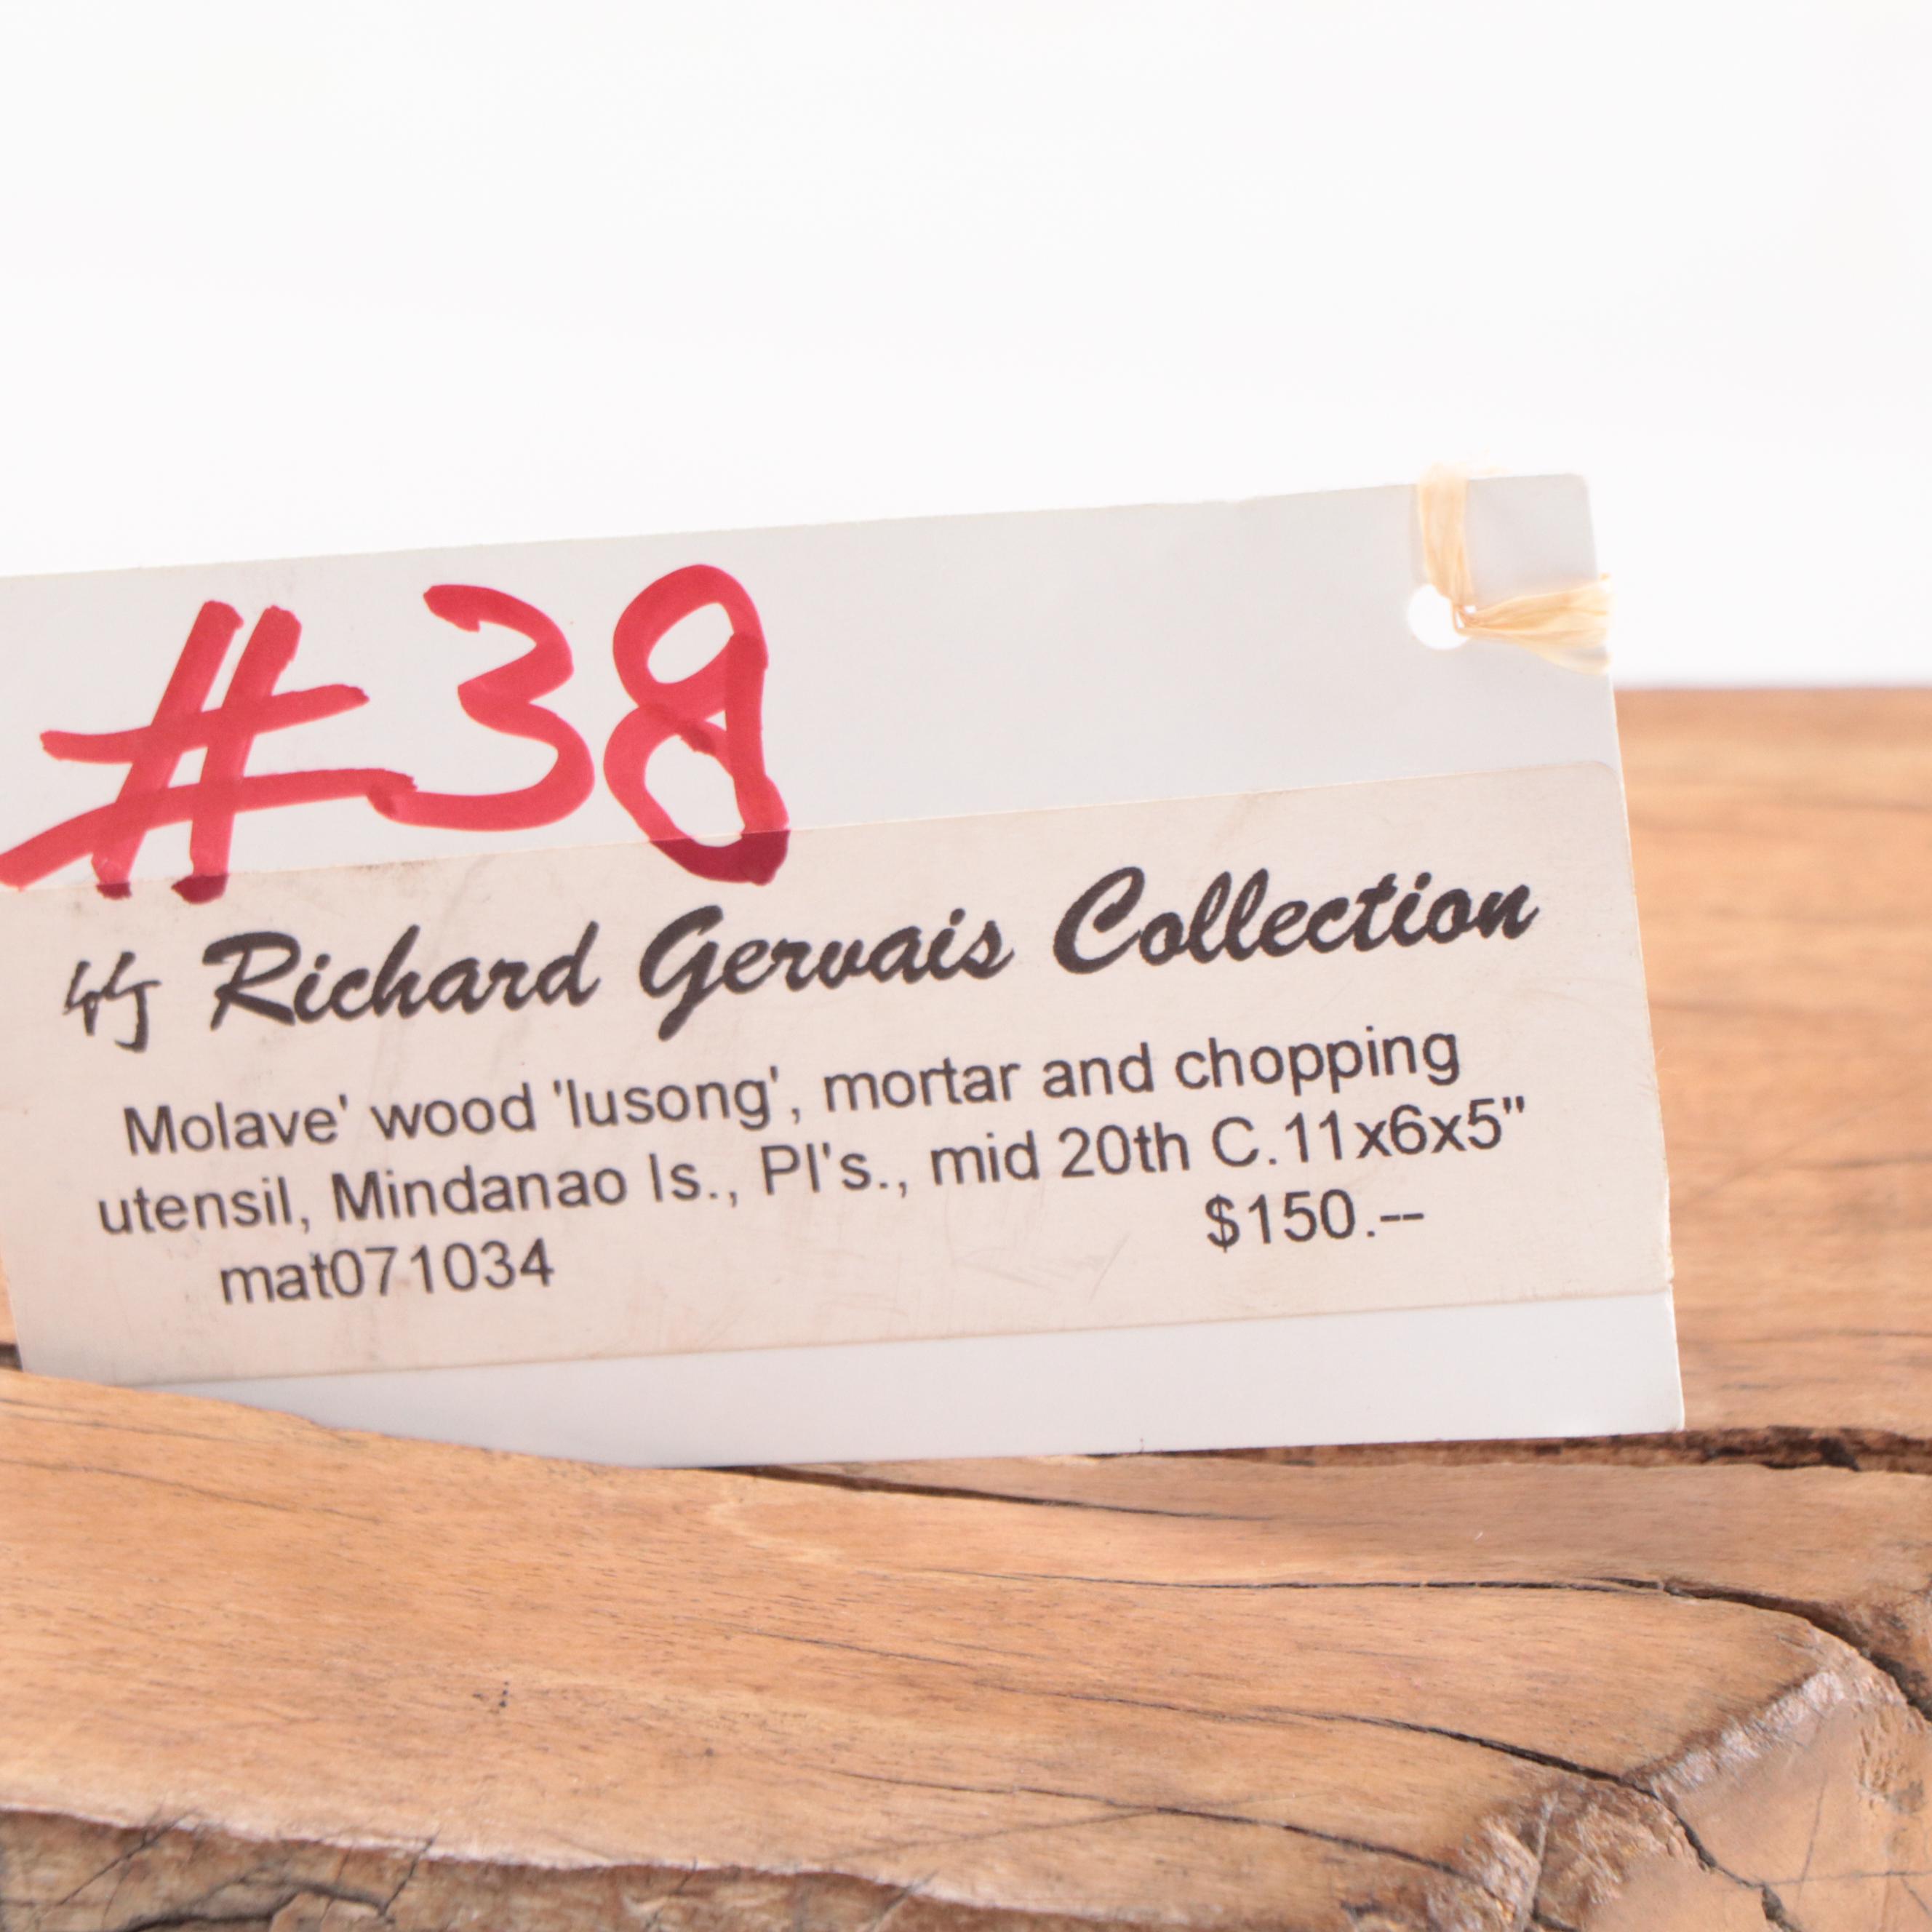 #38
竹 Richard Gervais Collection
Molave' wood 'lusong', mortar and chopping
utensil, Mindanao Is., PI's., mid 20th C.11x6x5"
$150.--
mat071034